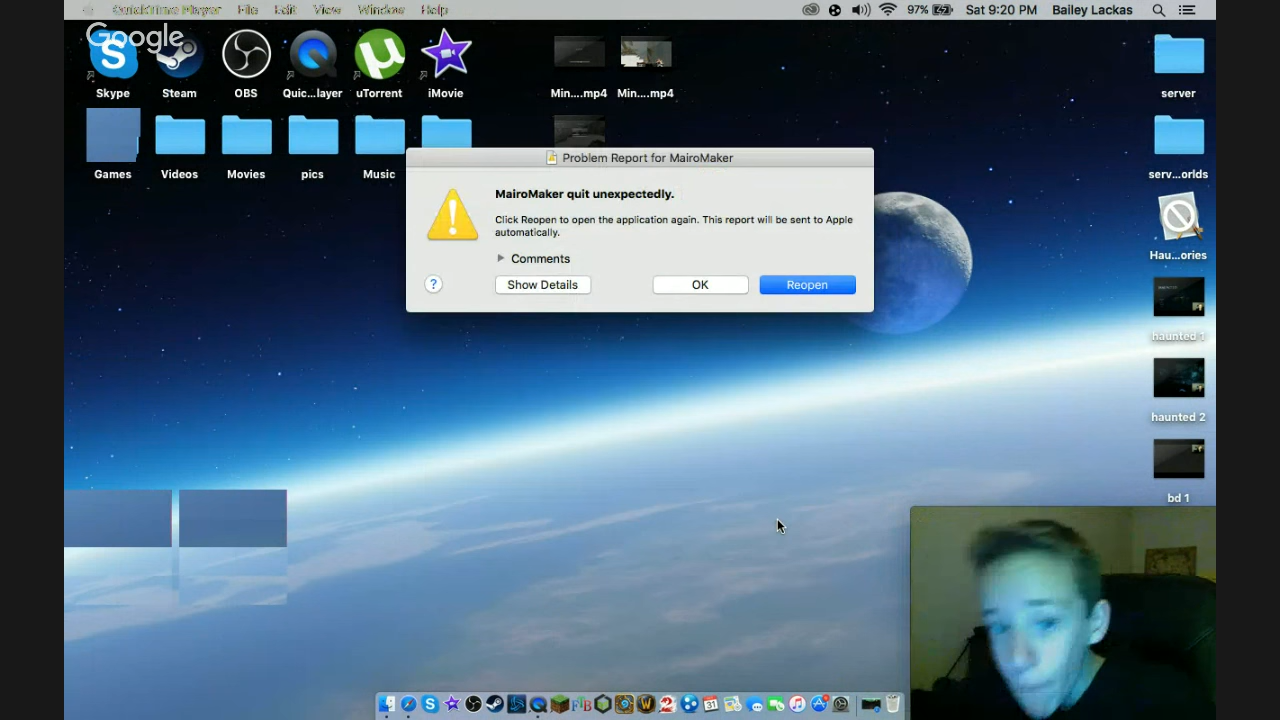 QuickTime Player File Edit View Window Help
97% Sat 9:20 PM Bailey Lackas
Google
Skype Steam OBS Quic...layer uTorrent iMovie
Min....mp4 Min....mp4
server
Games Videos Movies pics Music
serv...orlds
Problem Report for MairoMaker
MairoMaker quit unexpectedly.
Click Reopen to open the application again. This report will be sent to Apple
automatically.
Comments
? Show Details OK Reopen
Hau...ories
haunted 1
haunted 2
bd 1